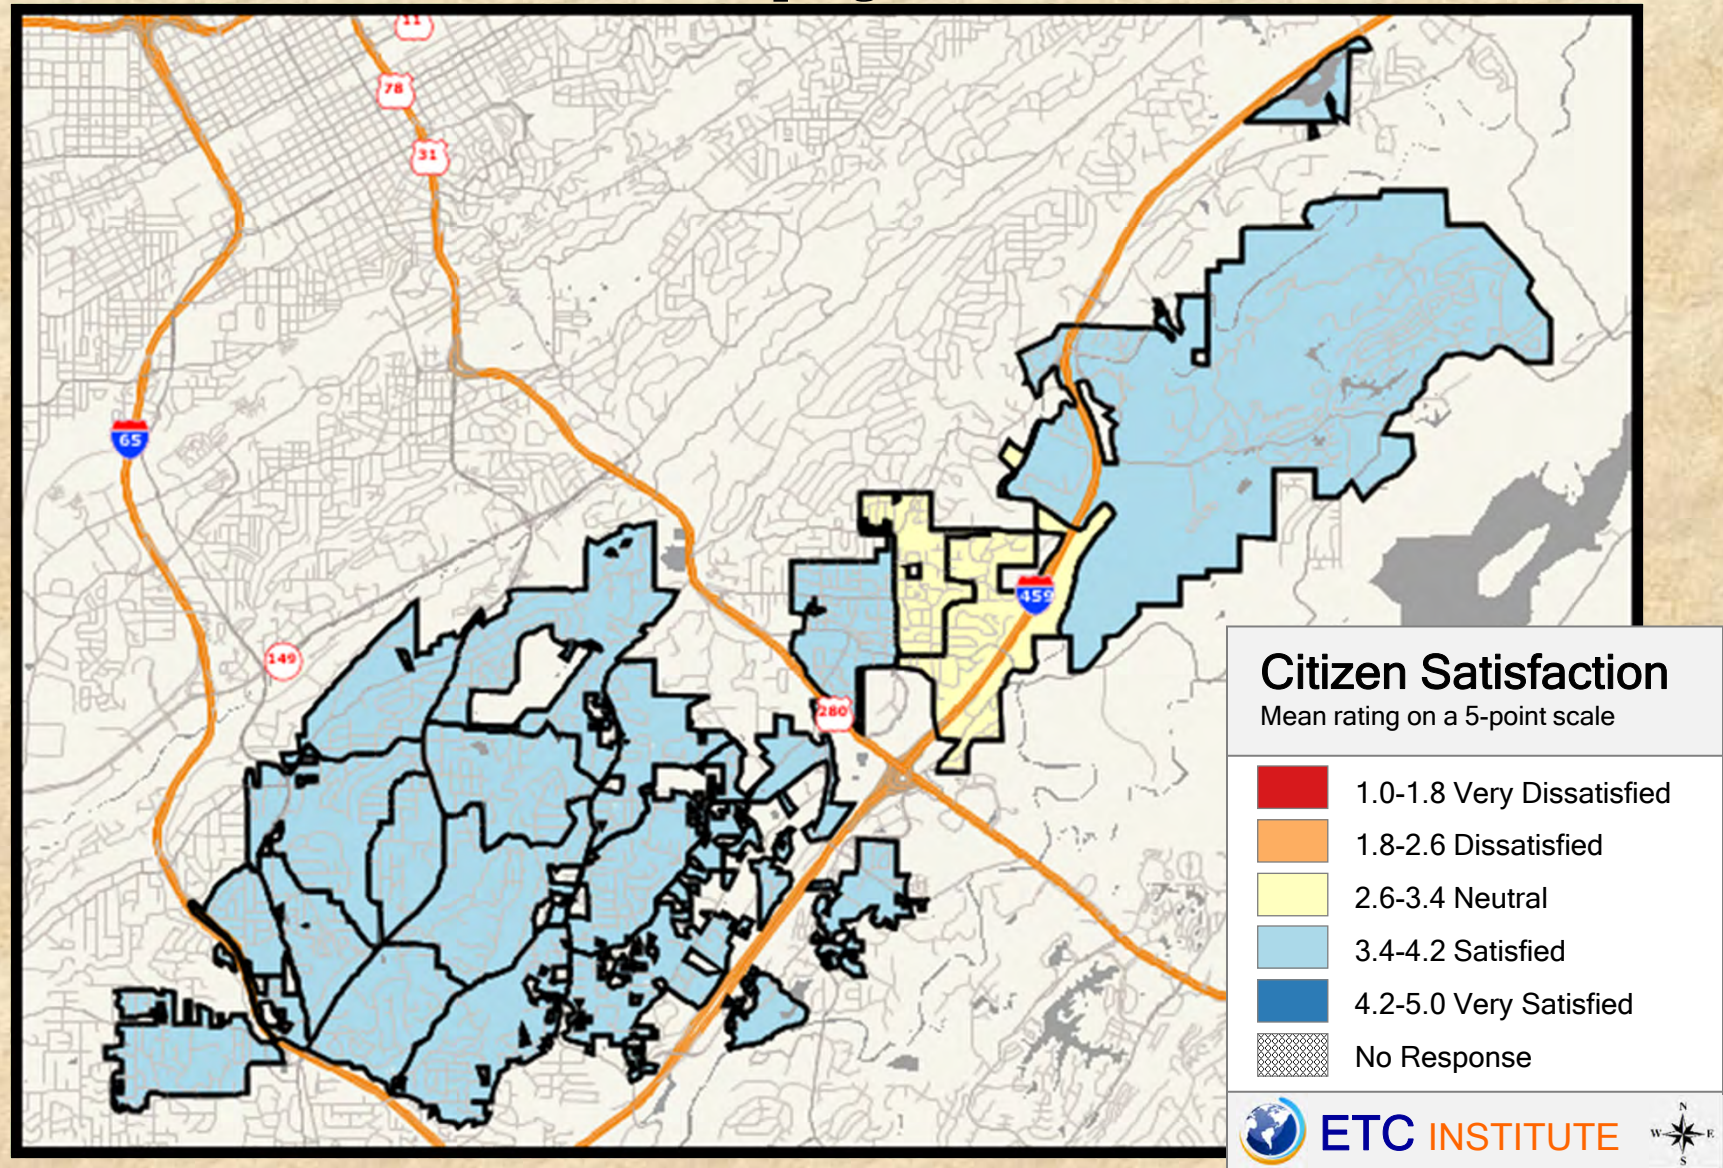 11
78
31
65
149
280
459
Citizen Satisfaction
Mean rating on a 5-point scale
1.0-1.8 Very Dissatisfied
1.8-2.6 Dissatisfied
2.6-3.4 Neutral
3.4-4.2 Satisfied
4.2-5.0 Very Satisfied
No Response
ETC INSTITUTE
N
W E
S